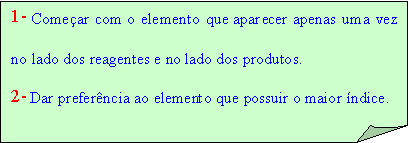 1- Começar com o elemento que aparecer apenas uma vez
no lado dos reagentes e no lado dos produtos.
2- Dar preferência ao elemento que possuir o maior índice.